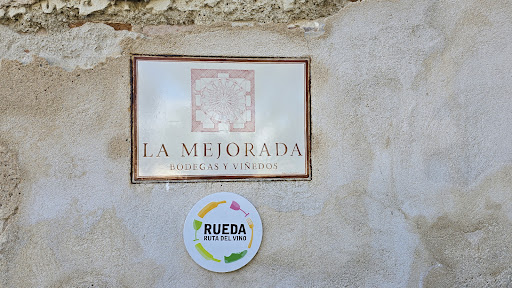 LA MEJORADA
BODEGAS Y VIÑEDOS
RUEDA
RUTA DEL VINO